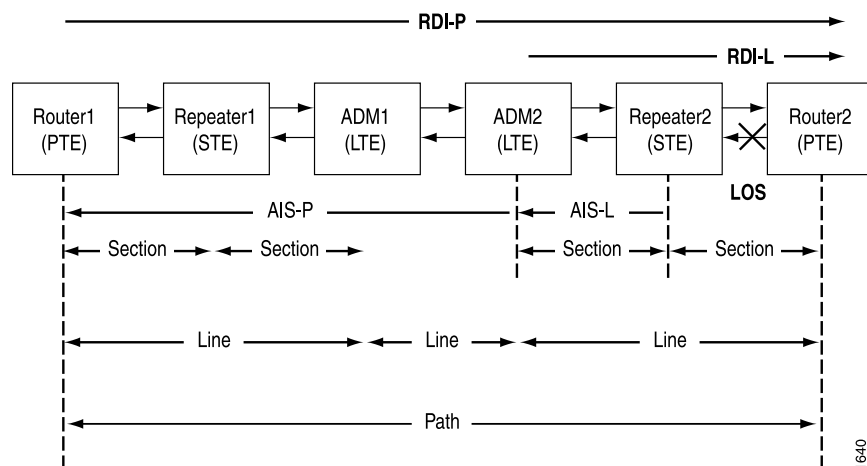 RDI-P
RDI-L
Router1
(PTE)
Repeater1
(STE)
ADM1
(LTE)
ADM2
(LTE)
Repeater2
(STE)
Router2
(PTE)
LOS
AIS-P
AIS-L
Section
Section
Section
Section
Line
Line
Line
Path
640